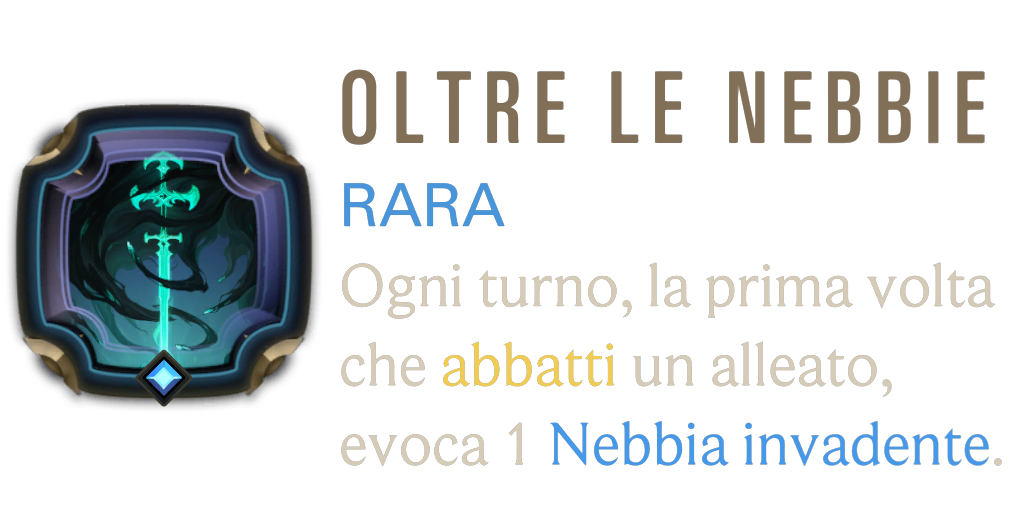 OLTRE LE NEBBIE
RARA
Ogni turno, la prima volta
che abbatti un alleato,
evoca 1 Nebbia invadente.